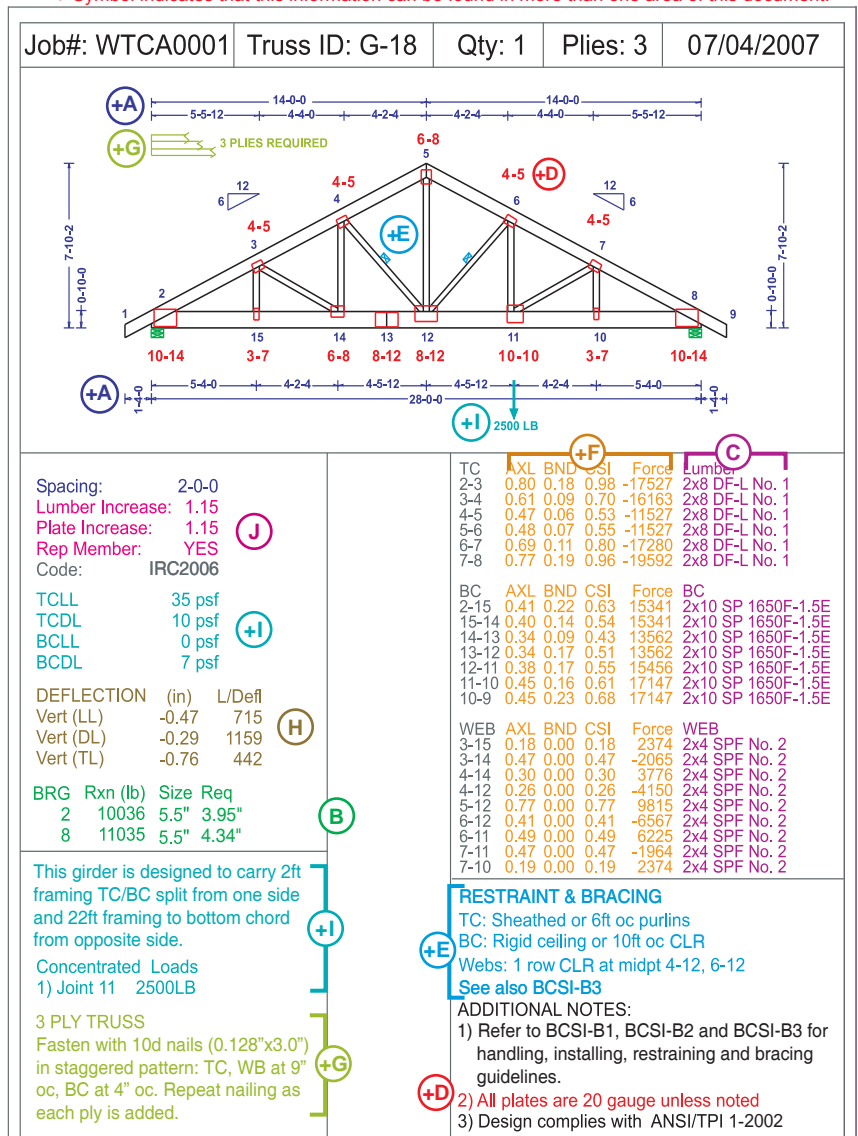 + Symbol indicates that this information can be found in more than one area of this document.
Job#: WTCA0001 Truss ID: G-18 Qty: 1 Plies: 3 07/04/2007
+A 14-0-0 14-0-0
5-5-12 4-4-0 4-2-4 4-2-4 4-4-0 5-5-12
+G 3 PLIES REQUIRED
6-8
5
4-5 4-5 +D
12 12
6 4 6 6
4-5 +E 4-5
3 7
7-10-2 7-10-2
0-10-0 0-10-0
2 8
1 9
15 14 13 12 11 10
10-14 3-7 6-8 8-12 8-12 10-10 3-7 10-14
+A 5-4-0 4-2-4 4-5-12 4-5-12 4-2-4 5-4-0
1-4-0 28-0-0 1-4-0
+I 2500 LB
Spacing: 2-0-0
Lumber Increase: 1.15
Plate Increase: 1.15
Rep Member: YES
J
Code: IRC2006
TCLL 35 psf
TCDL 10 psf
BCLL 0 psf
BCDL 7 psf
+I
DEFLECTION (in) L/Defl
Vert (LL) -0.47 715
Vert (DL) -0.29 1159
Vert (TL) -0.76 442
H
BRG Rxn (lb) Size Req
2 10036 5.5" 3.95"
8 11035 5.5" 4.34"
B
This girder is designed to carry 2ft
framing TC/BC split from one side
and 22ft framing to bottom chord
from opposite side.
+I
Concentrated Loads
1) Joint 11 2500LB
3 PLY TRUSS
Fasten with 10d nails (0.128"x3.0")
in staggered pattern: TC, WB at 9"
oc, BC at 4" oc. Repeat nailing as
each ply is added.
+G
+F C
TC AXL BND CSI Force Lumber
2-3 0.80 0.18 0.98 -17527 2x8 DF-L No. 1
3-4 0.61 0.09 0.70 -16163 2x8 DF-L No. 1
4-5 0.47 0.06 0.53 -11527 2x8 DF-L No. 1
5-6 0.48 0.07 0.55 -11527 2x8 DF-L No. 1
6-7 0.69 0.11 0.80 -17280 2x8 DF-L No. 1
7-8 0.77 0.19 0.96 -19592 2x8 DF-L No. 1
BC AXL BND CSI Force BC
2-15 0.41 0.22 0.63 15341 2x10 SP 1650F-1.5E
15-14 0.40 0.14 0.54 15341 2x10 SP 1650F-1.5E
14-13 0.34 0.09 0.43 13562 2x10 SP 1650F-1.5E
13-12 0.34 0.17 0.51 13562 2x10 SP 1650F-1.5E
12-11 0.38 0.17 0.55 15456 2x10 SP 1650F-1.5E
11-10 0.45 0.16 0.61 17147 2x10 SP 1650F-1.5E
10-9 0.45 0.23 0.68 17147 2x10 SP 1650F-1.5E
WEB AXL BND CSI Force WEB
3-15 0.18 0.00 0.18 2374 2x4 SPF No. 2
3-14 0.47 0.00 0.47 -2065 2x4 SPF No. 2
4-14 0.30 0.00 0.30 3776 2x4 SPF No. 2
4-12 0.26 0.00 0.26 -4150 2x4 SPF No. 2
5-12 0.77 0.00 0.77 9815 2x4 SPF No. 2
6-12 0.41 0.00 0.41 -6567 2x4 SPF No. 2
6-11 0.49 0.00 0.49 6225 2x4 SPF No. 2
7-11 0.47 0.00 0.47 -1964 2x4 SPF No. 2
7-10 0.19 0.00 0.19 2374 2x4 SPF No. 2
RESTRAINT & BRACING
TC: Sheathed or 6ft oc purlins
BC: Rigid ceiling or 10ft oc CLR
Webs: 1 row CLR at midpt 4-12, 6-12
See also BCSI-B3
+E
ADDITIONAL NOTES:
1) Refer to BCSI-B1, BCSI-B2 and BCSI-B3 for
handling, installing, restraining and bracing
guidelines.
+D 2) All plates are 20 gauge unless noted
3) Design complies with ANSI/TPI 1-2002